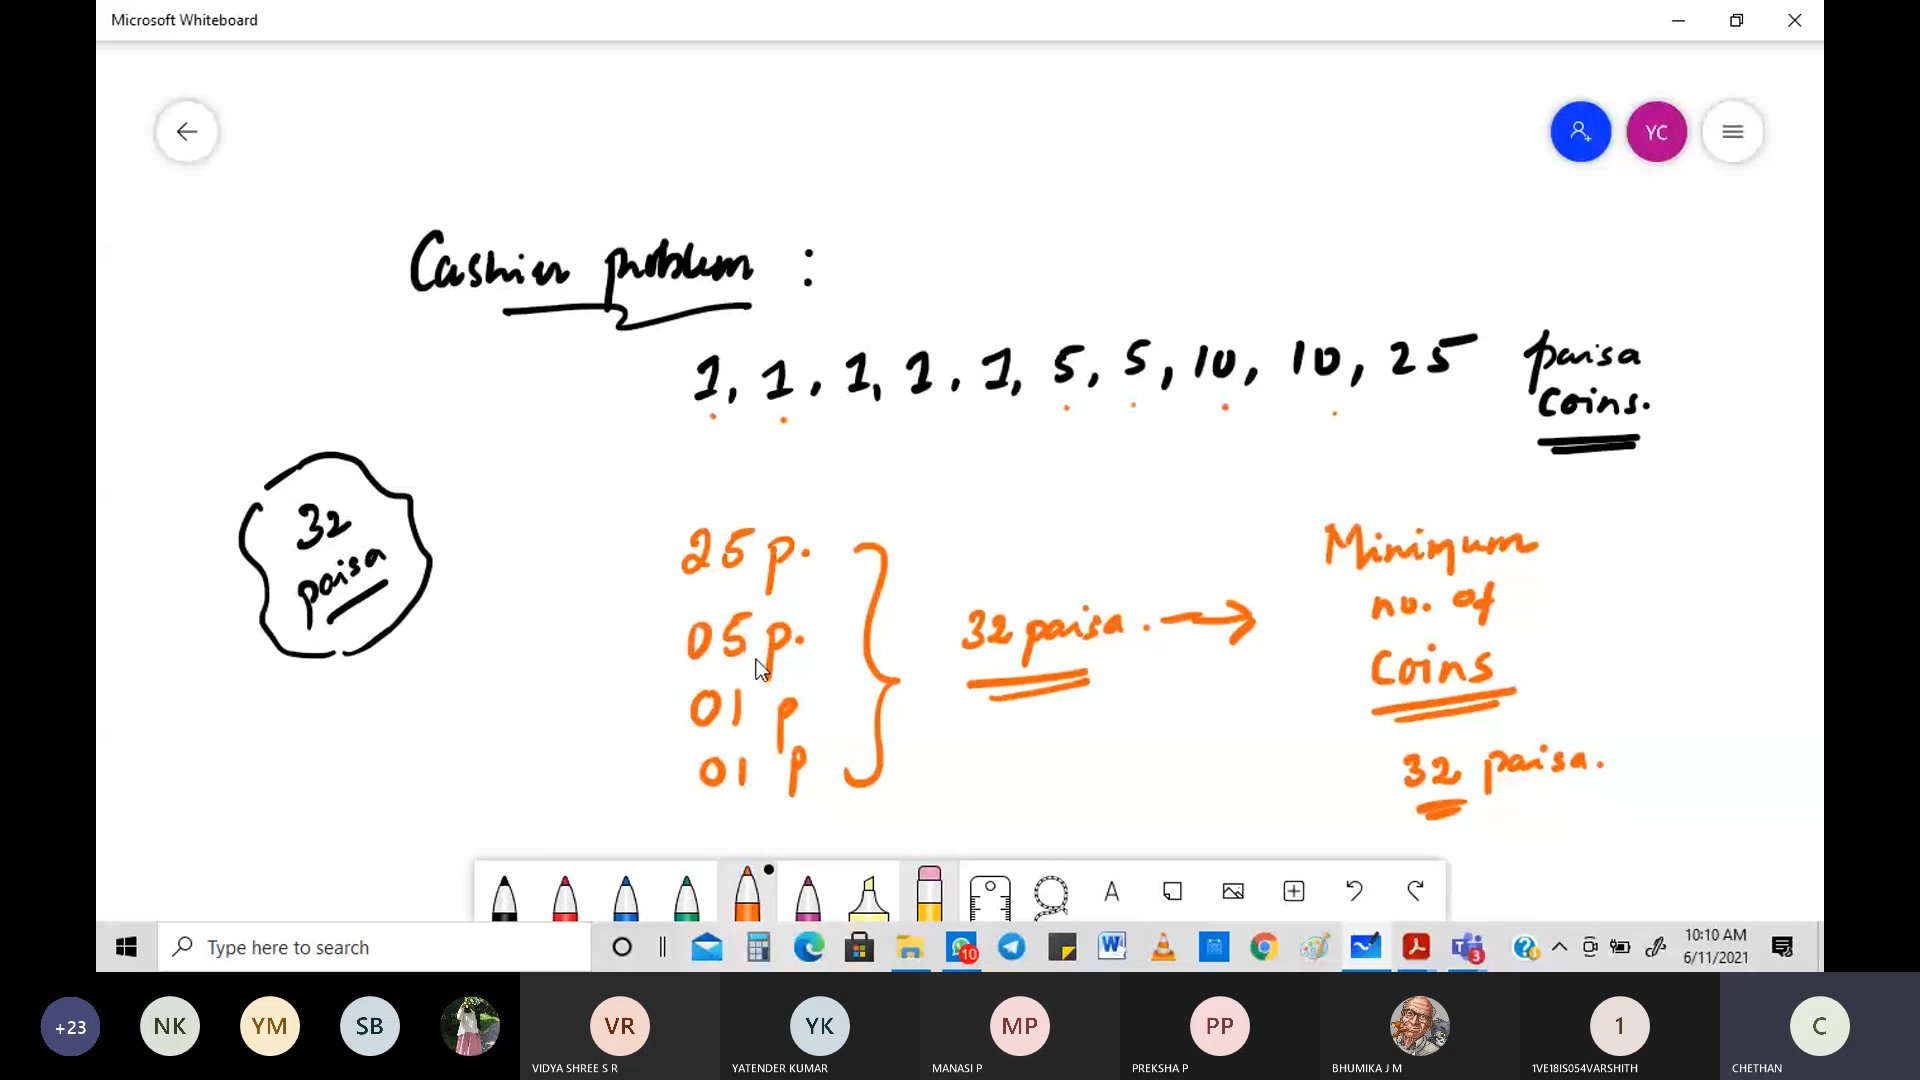 Microsoft Whiteboard
YC
Cashier problem :
1, 1, 1, 1, 1, 5, 5, 10, 10, 25 paisa
coins.
32
paisa
25 p.
05 p.
01 p
01 p
32 paisa.
Minimum
no. of
coins
32 paisa.
A
Type here to search
10
3
10:10 AM
6/11/2021
+23
NK
YM
SB
VR
YK
MP
PP
1
C
VIDYA SHREE S R
YATENDER KUMAR
MANASI P
PREKSHA P
BHUMIKA J M
1VE18IS054VARSHITH
CHETHAN